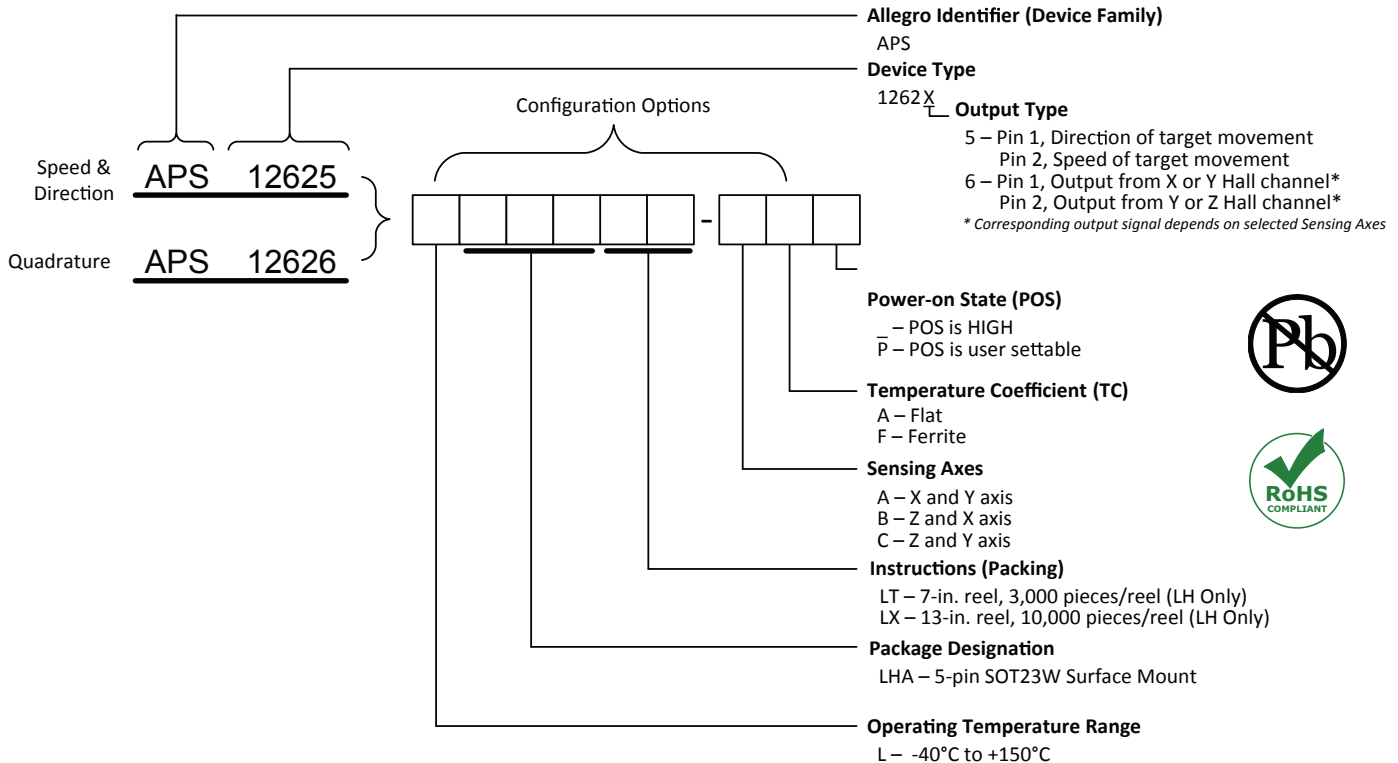 Allegro Identifier (Device Family)
APS
Device Type
1262X
Output Type
5 – Pin 1, Direction of target movement
Pin 2, Speed of target movement
6 – Pin 1, Output from X or Y Hall channel*
Pin 2, Output from Y or Z Hall channel*
* Corresponding output signal depends on selected Sensing Axes
Configuration Options
Speed &
Direction
APS 12625
-
Quadrature
APS 12626
Power-on State (POS)
_ – POS is HIGH
P – POS is user settable
Temperature Coefficient (TC)
A – Flat
F – Ferrite
Sensing Axes
A – X and Y axis
B – Z and X axis
C – Z and Y axis
Instructions (Packing)
LT – 7-in. reel, 3,000 pieces/reel (LH Only)
LX – 13-in. reel, 10,000 pieces/reel (LH Only)
Package Designation
LHA – 5-pin SOT23W Surface Mount
Operating Temperature Range
L – -40°C to +150°C
Pb
RoHS
COMPLIANT